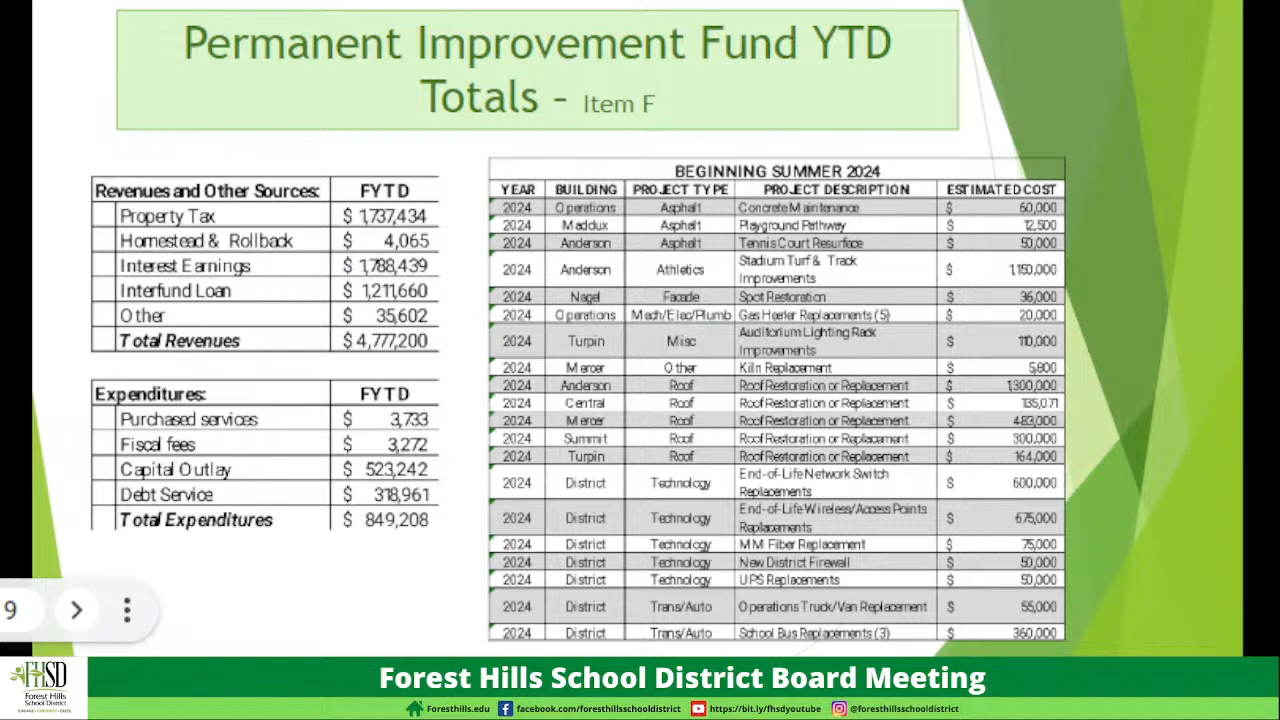 Permanent Improvement Fund YTD
Totals - Item F
Revenues and Other Sources: FYTD
Property Tax $ 1,737,434
Homestead & Rollback $ 4,065
Interest Earnings $ 1,788,439
Interfund Loan $ 1,211,660
Other $ 35,602
Total Revenues $ 4,777,200
Expenditures: FYTD
Purchased services $ 3,733
Fiscal fees $ 3,272
Capital Outlay $ 523,242
Debt Service $ 318,961
Total Expenditures $ 849,208
BEGINNING SUMMER 2024
YEAR BUILDING PROJECT TYPE PROJECT DESCRIPTION ESTIMATED COST
2024 Operations Asphalt Concrete Maintenance $ 60,000
2024 Maddux Asphalt Playground Pathway $ 12,500
2024 Anderson Asphalt Tennis Court Resurface $ 50,000
2024 Anderson Athletics Stadium Turf & Track Improvements $ 1,150,000
2024 Nagel Facade Spot Restoration $ 36,000
2024 Operations Mech/Elec/Plumb Gas Heater Replacements (5) $ 20,000
2024 Turpin Misc Auditorium Lighting Rack Improvements $ 110,000
2024 Mercer Other Kiln Replacement $ 5,800
2024 Anderson Roof Roof Restoration or Replacement $ 1,300,000
2024 Central Roof Roof Restoration or Replacement $ 135,071
2024 Mercer Roof Roof Restoration or Replacement $ 483,000
2024 Summit Roof Roof Restoration or Replacement $ 300,000
2024 Turpin Roof Roof Restoration or Replacement $ 164,000
2024 District Technology End-of-Life Network Switch Replacements $ 600,000
2024 District Technology End-of-Life Wireless/Access Points Replacements $ 675,000
2024 District Technology MM Fiber Replacement $ 75,000
2024 District Technology New District Firewall $ 50,000
2024 District Technology UPS Replacements $ 50,000
2024 District Trans/Auto Operations Truck/Van Replacement $ 55,000
2024 District Trans/Auto School Bus Replacements (3) $ 360,000
9
FHSD
Forest Hills
School District
Forest Hills School District Board Meeting
Foresthills.edu facebook.com/foresthillsschooldistrict https://bit.ly/fhsdyoutube @foresthillsschooldistrict